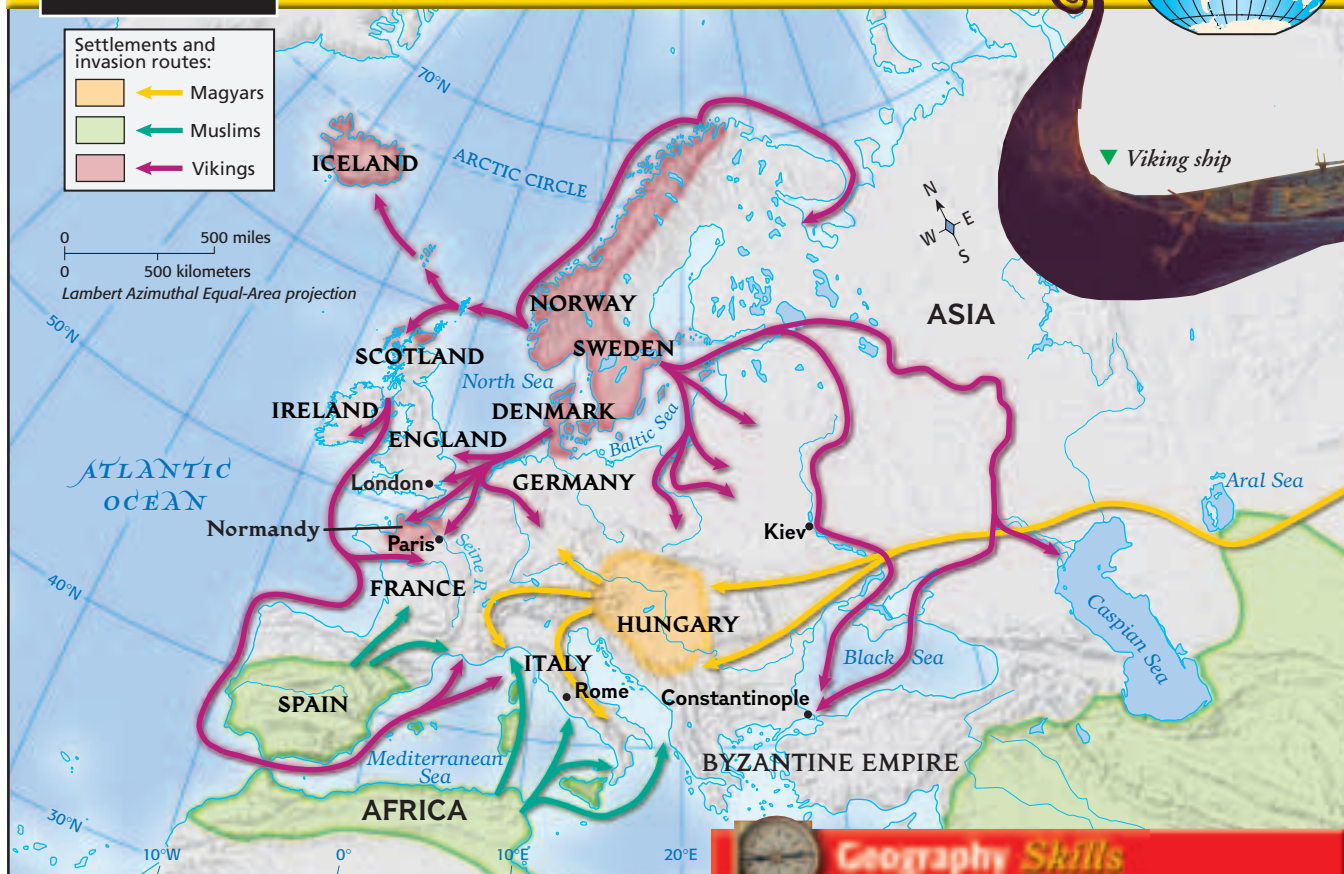 Settlements and
invasion routes:
Magyars
Muslims
Vikings
0 500 miles
0 500 kilometers
Lambert Azimuthal Equal-Area projection
70°N
ARCTIC CIRCLE
ICELAND
Viking ship
N
E
W
S
ASIA
50°N
NORWAY
SWEDEN
SCOTLAND
North Sea
IRELAND
DENMARK
Baltic Sea
ENGLAND
ATLANTIC
OCEAN
London
GERMANY
Aral Sea
Normandy
Paris
Seine R.
Kiev
40°N
FRANCE
HUNGARY
Caspian Sea
Black Sea
ITALY
Rome
SPAIN
Constantinople
Mediterranean
Sea
BYZANTINE EMPIRE
AFRICA
30°N
10°W
0°
10°E
20°E
Geography Skills